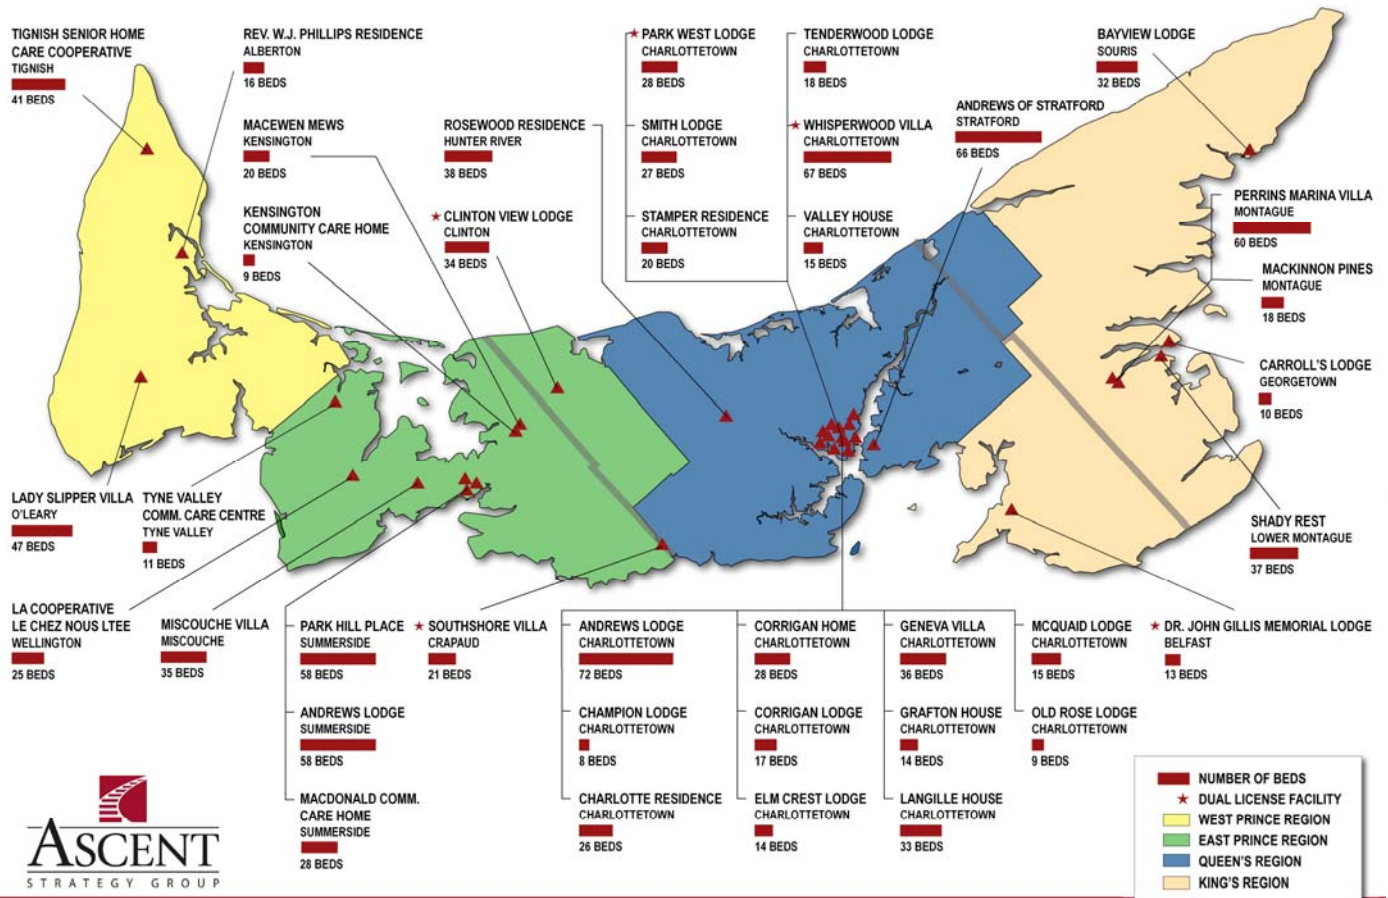 TIGNISH SENIOR HOME
CARE COOPERATIVE
TIGNISH
41 BEDS
REV. W.J. PHILLIPS RESIDENCE
ALBERTON
16 BEDS
MACEWEN MEWS
KENSINGTON
20 BEDS
KENSINGTON
COMMUNITY CARE HOME
KENSINGTON
9 BEDS
ROSEWOOD RESIDENCE
HUNTER RIVER
38 BEDS
CLINTON VIEW LODGE
CLINTON
34 BEDS
PARK WEST LODGE
CHARLOTTETOWN
28 BEDS
SMITH LODGE
CHARLOTTETOWN
27 BEDS
STAMPER RESIDENCE
CHARLOTTETOWN
20 BEDS
TENDERWOOD LODGE
CHARLOTTETOWN
18 BEDS
WHISPERWOOD VILLA
CHARLOTTETOWN
67 BEDS
VALLEY HOUSE
CHARLOTTETOWN
15 BEDS
ANDREWS OF STRATFORD
STRATFORD
66 BEDS
BAYVIEW LODGE
SOURIS
32 BEDS
PERRINS MARINA VILLA
MONTAGUE
60 BEDS
MACKINNON PINES
MONTAGUE
18 BEDS
CARROLL'S LODGE
GEORGETOWN
10 BEDS
SHADY REST
LOWER MONTAGUE
37 BEDS
LADY SLIPPER VILLA
O'LEARY
47 BEDS
TYNE VALLEY
COMM. CARE CENTRE
TYNE VALLEY
11 BEDS
LA COOPERATIVE
LE CHEZ NOUS LTEE
WELLINGTON
25 BEDS
MISCOUCHE VILLA
MISCOUCHE
35 BEDS
PARK HILL PLACE
SUMMERSIDE
58 BEDS
ANDREWS LODGE
SUMMERSIDE
58 BEDS
MACDONALD COMM.
CARE HOME
SUMMERSIDE
28 BEDS
SOUTHSHORE VILLA
CRAPAUD
21 BEDS
ANDREWS LODGE
CHARLOTTETOWN
72 BEDS
CHAMPION LODGE
CHARLOTTETOWN
8 BEDS
CHARLOTTE RESIDENCE
CHARLOTTETOWN
26 BEDS
CORRIGAN HOME
CHARLOTTETOWN
28 BEDS
CORRIGAN LODGE
CHARLOTTETOWN
17 BEDS
ELM CREST LODGE
CHARLOTTETOWN
14 BEDS
GENEVA VILLA
CHARLOTTETOWN
36 BEDS
GRAFTON HOUSE
CHARLOTTETOWN
14 BEDS
LANGILLE HOUSE
CHARLOTTETOWN
33 BEDS
MCQUAID LODGE
CHARLOTTETOWN
15 BEDS
OLD ROSE LODGE
CHARLOTTETOWN
9 BEDS
DR. JOHN GILLIS MEMORIAL LODGE
BELFAST
13 BEDS
NUMBER OF BEDS
DUAL LICENSE FACILITY
WEST PRINCE REGION
EAST PRINCE REGION
QUEEN'S REGION
KING'S REGION
ASCENT
STRATEGY GROUP